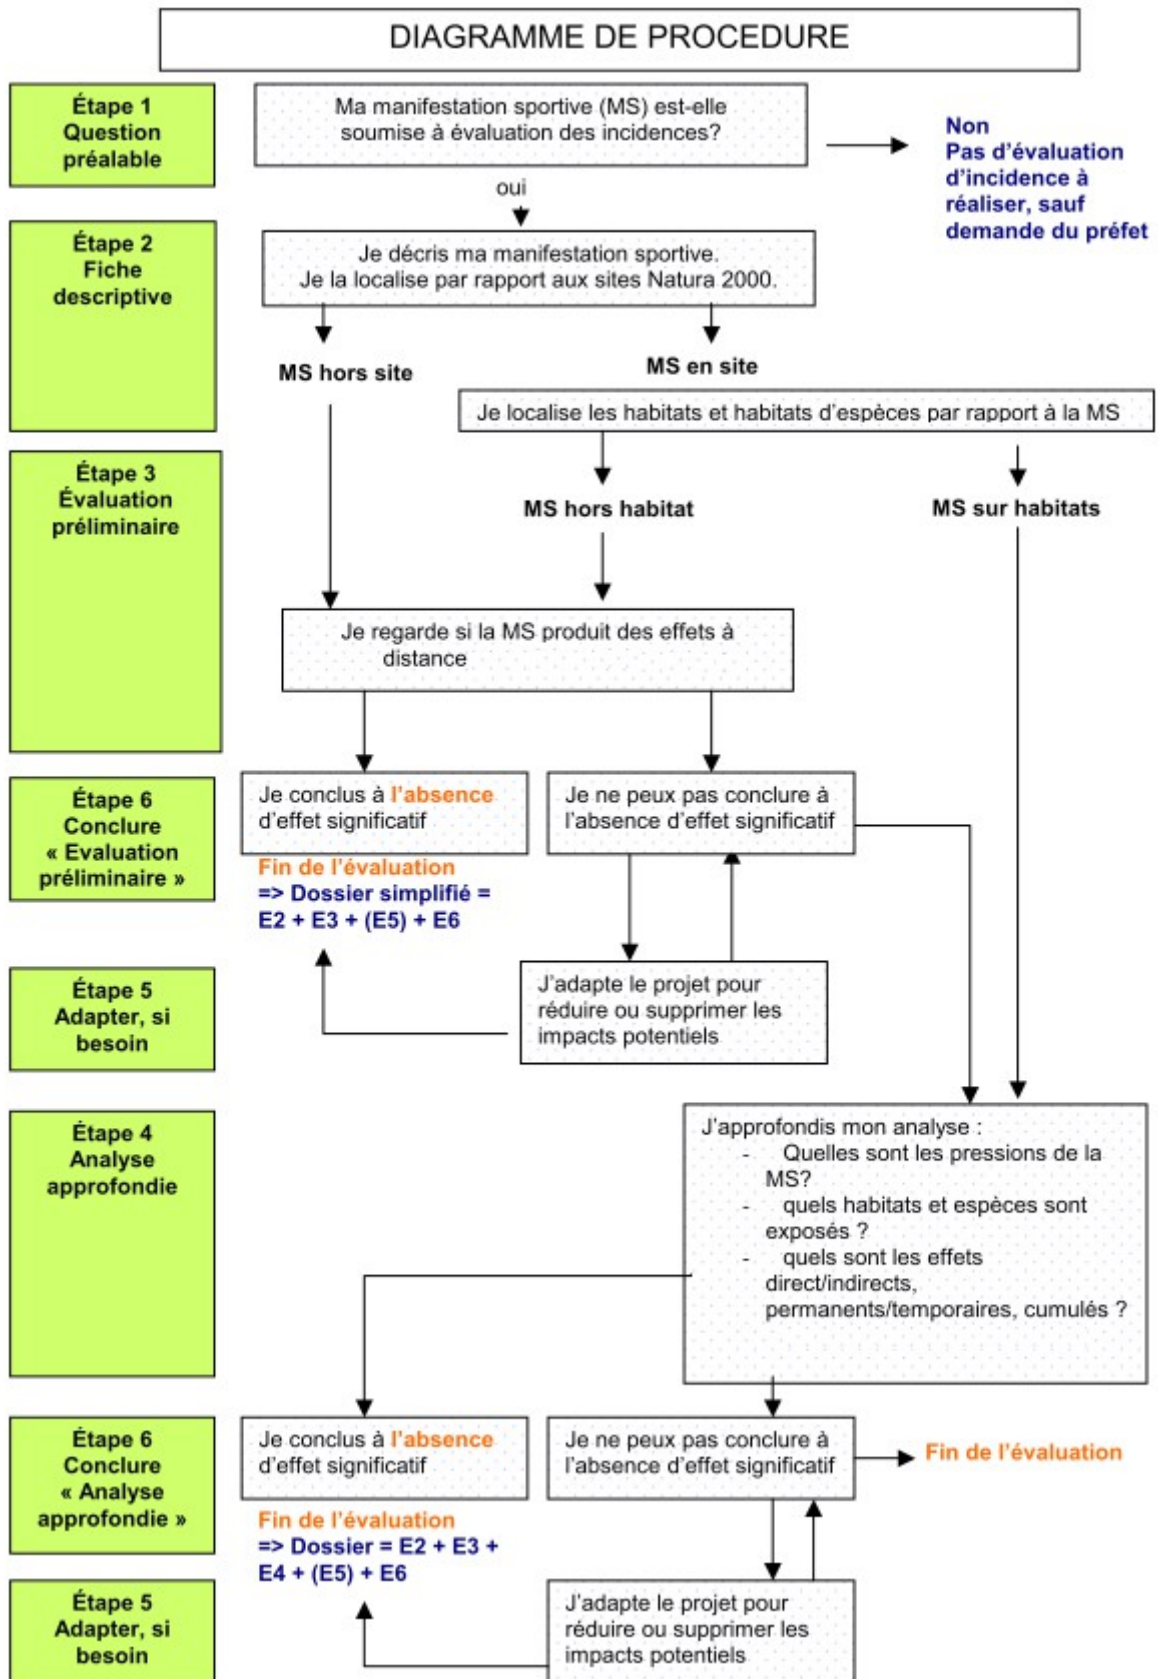 DIAGRAMME DE PROCEDURE
Étape 1
Question
préalable
Ma manifestation sportive (MS) est-elle
soumise à évaluation des incidences?
Non
Pas d'évaluation
d'incidence à
réaliser, sauf
demande du préfet
oui
Étape 2
Fiche
descriptive
Je décris ma manifestation sportive.
Je la localise par rapport aux sites Natura 2000.
MS hors site
MS en site
Je localise les habitats et habitats d'espèces par rapport à la MS
Étape 3
Évaluation
préliminaire
MS hors habitat
MS sur habitats
Je regarde si la MS produit des effets à
distance
Étape 6
Conclure
« Evaluation
préliminaire »
Je conclus à l'absence
d'effet significatif
Je ne peux pas conclure à
l'absence d'effet significatif
Fin de l'évaluation
=> Dossier simplifié =
E2 + E3 + (E5) + E6
Étape 5
Adapter, si
besoin
J'adapte le projet pour
réduire ou supprimer les
impacts potentiels
Étape 4
Analyse
approfondie
J'approfondis mon analyse :
- Quelles sont les pressions de la
MS?
- quels habitats et espèces sont
exposés ?
- quels sont les effets
direct/indirects,
permanents/temporaires, cumulés ?
Étape 6
Conclure
« Analyse
approfondie »
Je conclus à l'absence
d'effet significatif
Je ne peux pas conclure à
l'absence d'effet significatif
Fin de l'évaluation
Fin de l'évaluation
=> Dossier = E2 + E3 +
E4 + (E5) + E6
Étape 5
Adapter, si
besoin
J'adapte le projet pour
réduire ou supprimer les
impacts potentiels